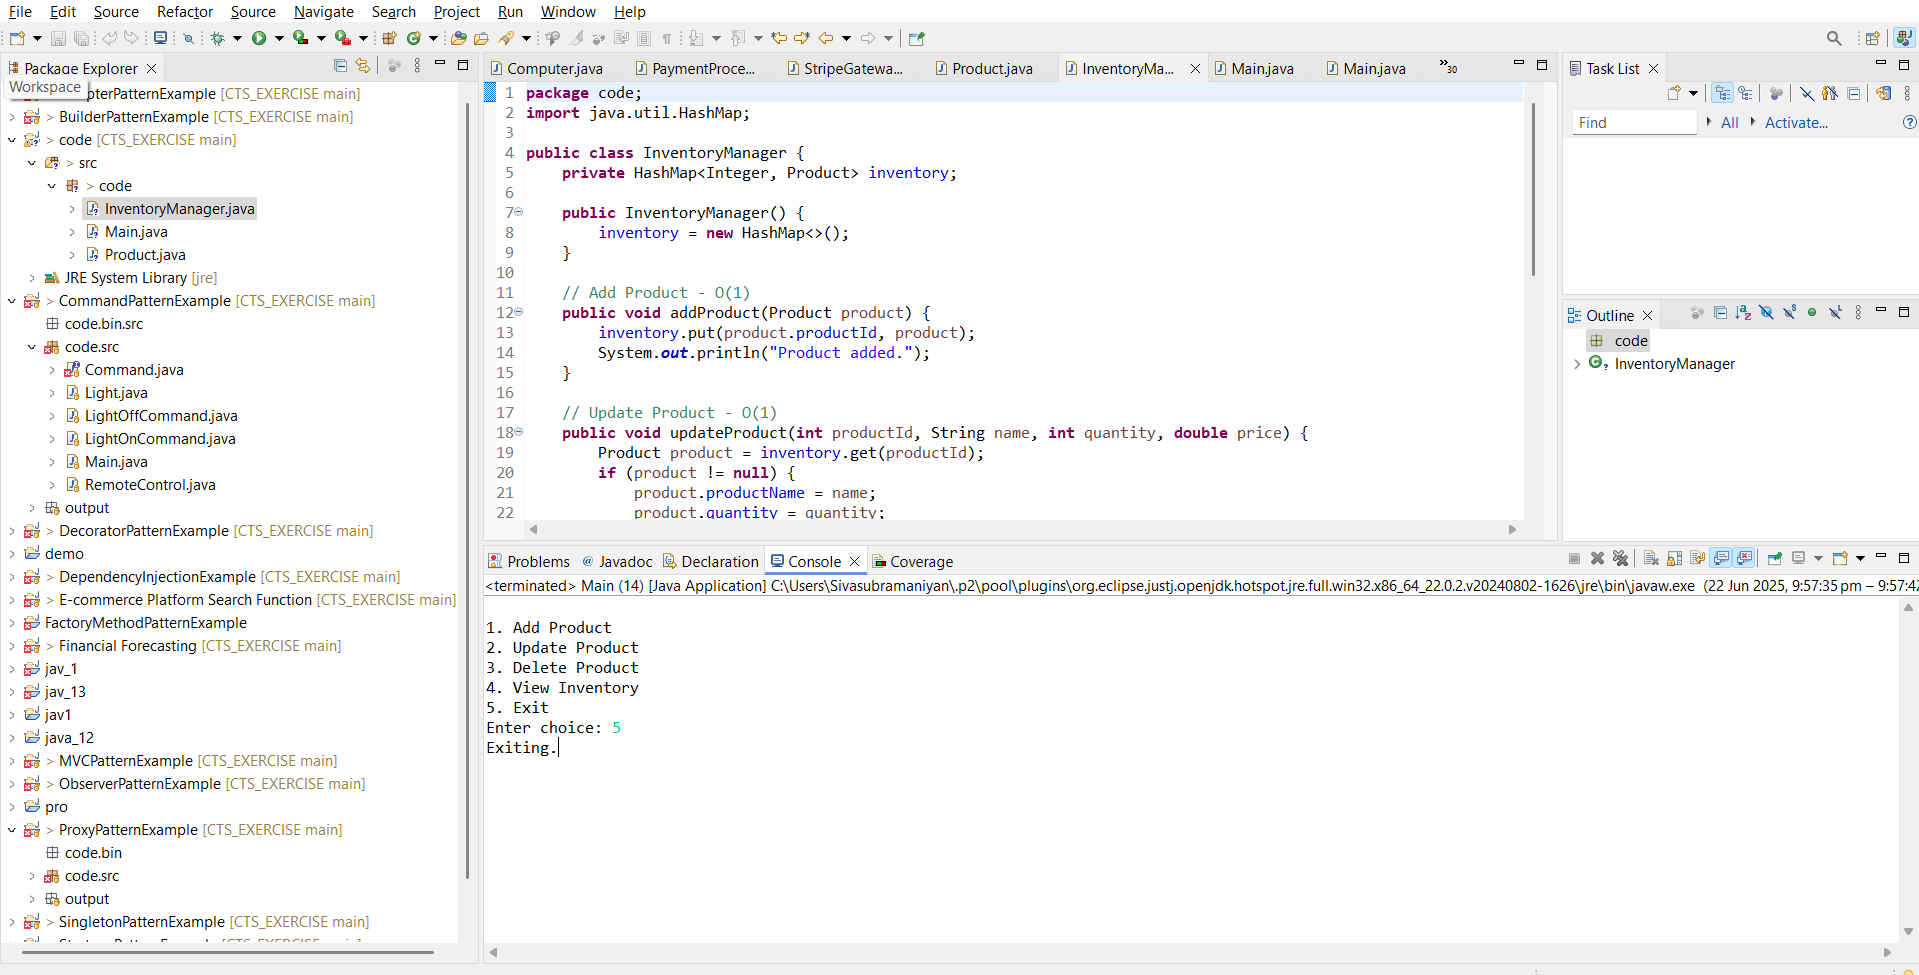 File Edit Source Refactor Source Navigate Search Project Run Window Help
Package Explorer
Workspace
pterPatternExample [CTS_EXERCISE main]
> BuilderPatternExample [CTS_EXERCISE main]
> code [CTS_EXERCISE main]
> src
> code
InventoryManager.java
Main.java
Product.java
JRE System Library [jre]
> CommandPatternExample [CTS_EXERCISE main]
code.bin.src
code.src
Command.java
Light.java
LightOffCommand.java
LightOnCommand.java
Main.java
RemoteControl.java
output
> DecoratorPatternExample [CTS_EXERCISE main]
demo
> DependencyInjectionExample [CTS_EXERCISE main]
> E-commerce Platform Search Function [CTS_EXERCISE main]
FactoryMethodPatternExample
> Financial Forecasting [CTS_EXERCISE main]
jav_1
jav_13
jav1
java_12
> MVCPatternExample [CTS_EXERCISE main]
> ObserverPatternExample [CTS_EXERCISE main]
pro
> ProxyPatternExample [CTS_EXERCISE main]
code.bin
code.src
output
> SingletonPatternExample [CTS_EXERCISE main]
Computer.java PaymentProce... StripeGatewa... Product.java InventoryMa... Main.java Main.java »30
1 package code;
2 import java.util.HashMap;
3
4 public class InventoryManager {
5 private HashMap<Integer, Product> inventory;
6
7 public InventoryManager() {
8 inventory = new HashMap<>();
9 }
10
11 // Add Product - O(1)
12 public void addProduct(Product product) {
13 inventory.put(product.productId, product);
14 System.out.println("Product added.");
15 }
16
17 // Update Product - O(1)
18 public void updateProduct(int productId, String name, int quantity, double price) {
19 Product product = inventory.get(productId);
20 if (product != null) {
21 product.productName = name;
22 product.quantity = quantity;
Problems @ Javadoc Declaration Console Coverage
<terminated> Main (14) [Java Application] C:\Users\Sivasubramaniyan\.p2\pool\plugins\org.eclipse.justj.openjdk.hotspot.jre.full.win32.x86_64_22.0.2.v20240802-1626\jre\bin\javaw.exe (22 Jun 2025, 9:57:35 pm – 9:57:42
1. Add Product
2. Update Product
3. Delete Product
4. View Inventory
5. Exit
Enter choice: 5
Exiting.
Task List
Find All Activate...
Outline
code
InventoryManager